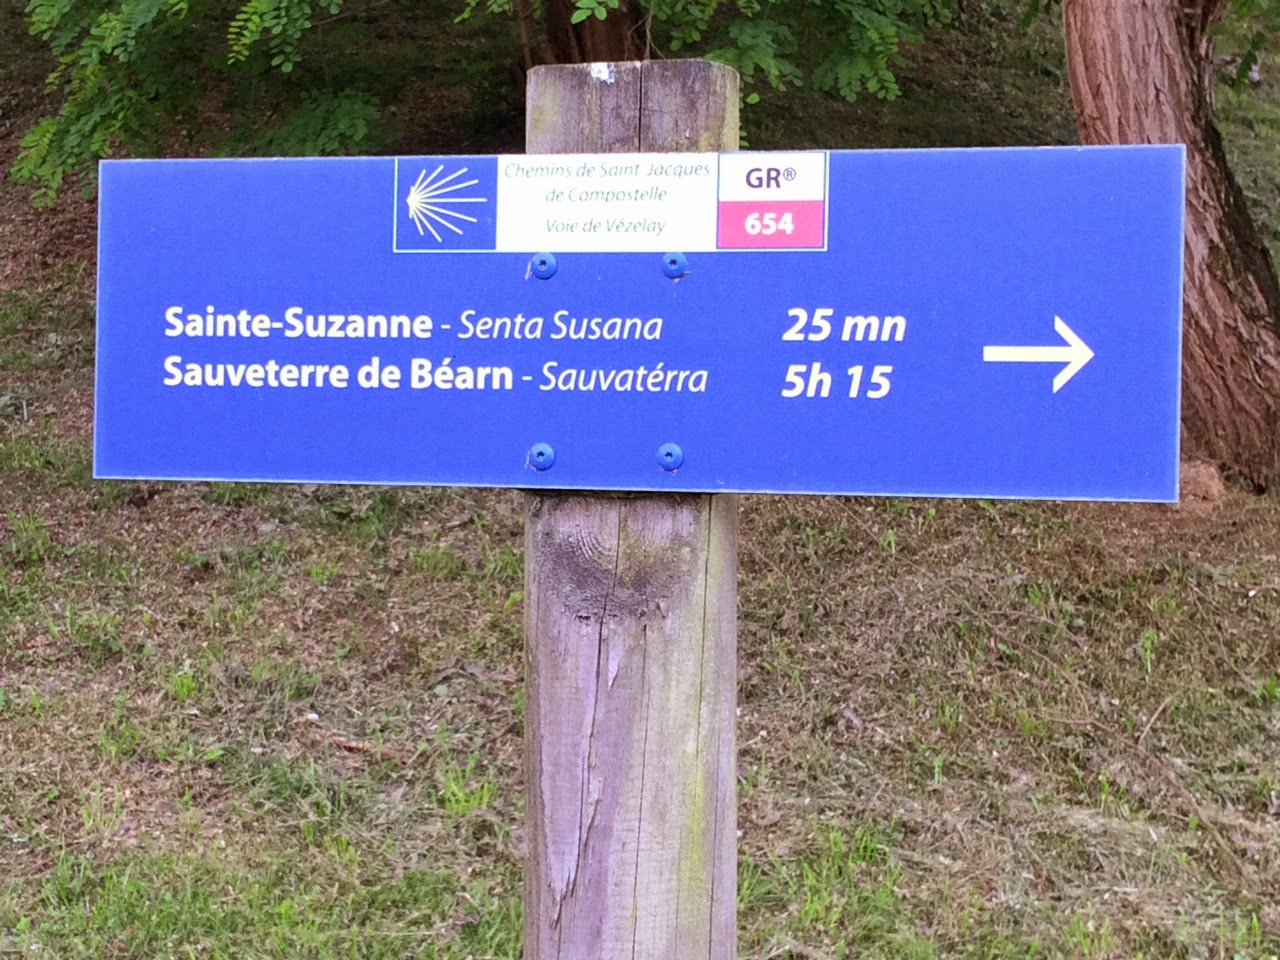 Chemins de Saint Jacques
de Compostelle
Voie de Vézelay
GR®
654
Sainte-Suzanne - Senta Susana 25 mn
Sauveterre de Béarn - Sauvatérra 5h 15